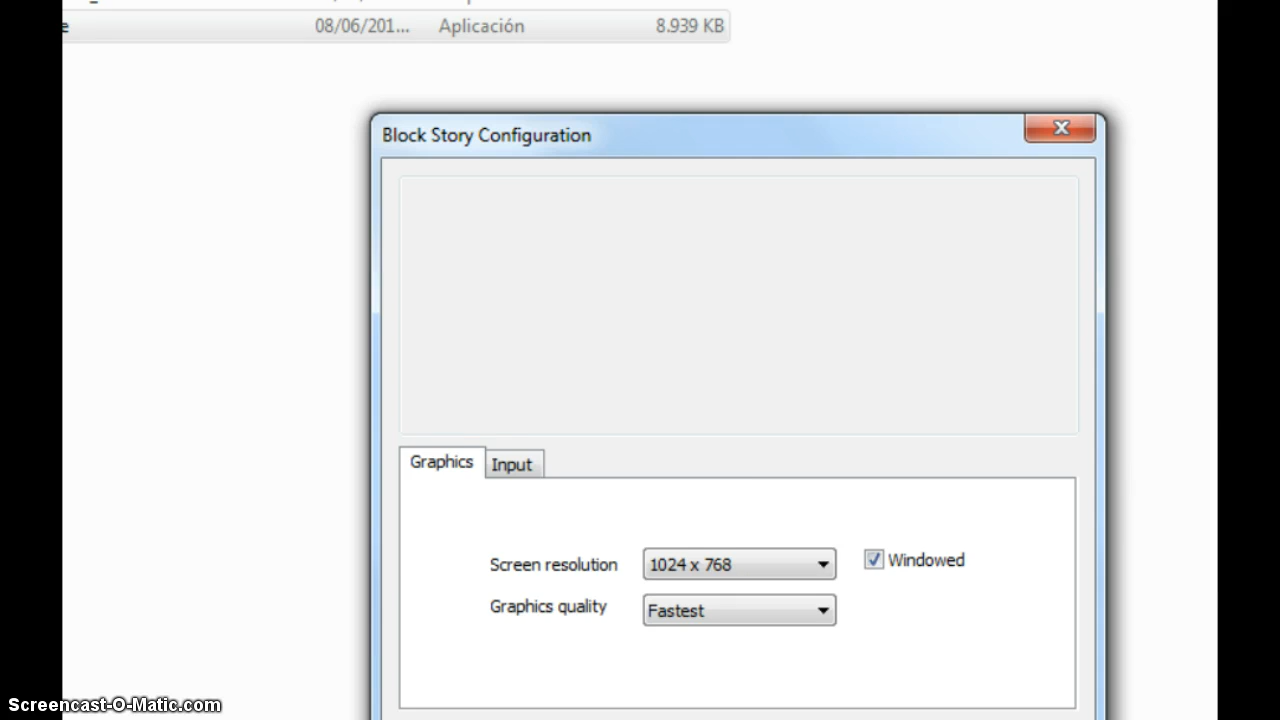 e 08/06/201... Aplicación 8.939 KB
Block Story Configuration
Graphics Input
Screen resolution 1024 x 768 Windowed
Graphics quality Fastest
Screencast-O-Matic.com